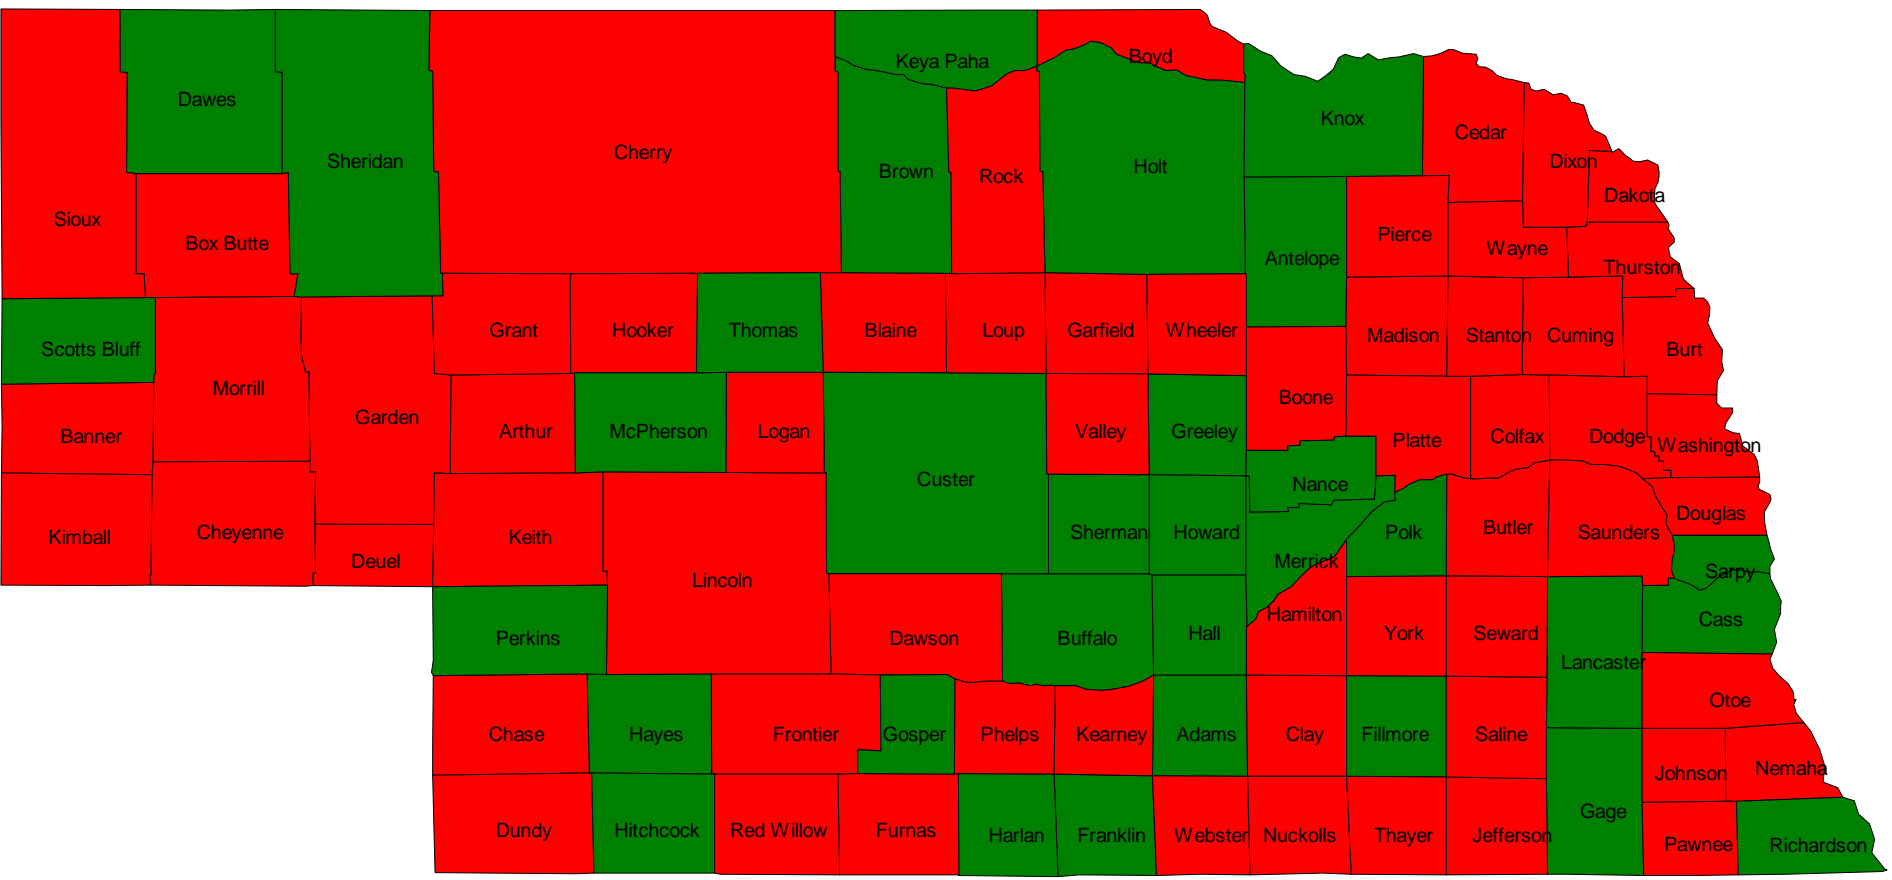 Keya Paha
Boyd
Dawes
Knox
Cedar
Sheridan
Cherry
Brown
Rock
Holt
Dixon
Dakota
Sioux
Box Butte
Pierce
Wayne
Antelope
Thurston
Grant
Hooker
Thomas
Blaine
Loup
Garfield
Wheeler
Madison
Stanton
Cuming
Burt
Scotts Bluff
Morrill
Boone
Garden
Banner
Arthur
McPherson
Logan
Valley
Greeley
Platte
Colfax
Dodge
Washington
Custer
Nance
Douglas
Kimball
Cheyenne
Keith
Sherman
Howard
Polk
Butler
Saunders
Deuel
Lincoln
Merrick
Sarpy
Cass
Hamilton
Perkins
Dawson
Buffalo
Hall
York
Seward
Lancaster
Otoe
Chase
Hayes
Frontier
Gosper
Phelps
Kearney
Adams
Clay
Fillmore
Saline
Johnson
Nemaha
Gage
Dundy
Hitchcock
Red Willow
Furnas
Harlan
Franklin
Webster
Nuckolls
Thayer
Jefferson
Pawnee
Richardson